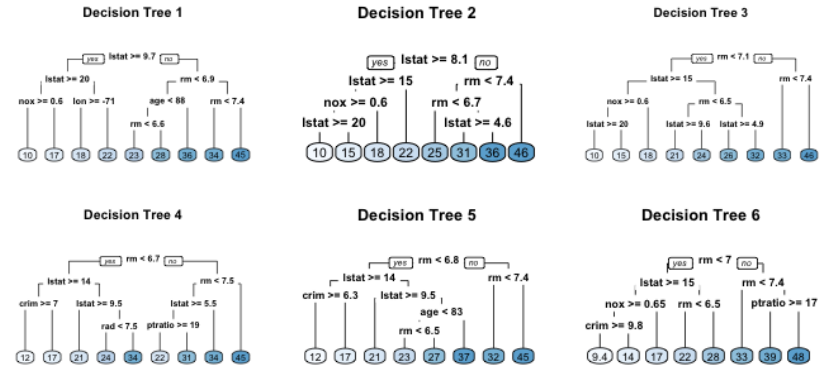 Decision Tree 1
yes lstat >= 9.7 no
lstat >= 20 rm < 6.9
nox >= 0.6 lon >= -71 age < 88 rm < 7.4
rm < 6.6
10 17 18 22 23 28 36 34 45
Decision Tree 2
yes lstat >= 8.1 no
lstat >= 15 rm < 7.4
nox >= 0.6 rm < 6.7
lstat >= 20 lstat >= 4.6
10 15 18 22 25 31 36 46
Decision Tree 3
yes rm < 7.1 no
lstat >= 15 rm < 7.4
nox >= 0.6 rm < 6.5
lstat >= 20 lstat >= 9.6 lstat >= 4.9
10 15 18 21 24 26 32 33 46
Decision Tree 4
yes rm < 6.7 no
lstat >= 14 rm < 7.5
crim >= 7 lstat >= 9.5 lstat >= 5.5
rad < 7.5 ptratio >= 19
12 17 21 24 34 22 31 34 45
Decision Tree 5
yes rm < 6.8 no
lstat >= 14 rm < 7.4
crim >= 6.3 lstat >= 9.5
age < 83
rm < 6.5
12 17 21 23 27 37 32 45
Decision Tree 6
yes rm < 7 no
lstat >= 15 rm < 7.4
nox >= 0.65 rm < 6.5 ptratio >= 17
crim >= 9.8
9.4 14 17 22 28 33 39 48